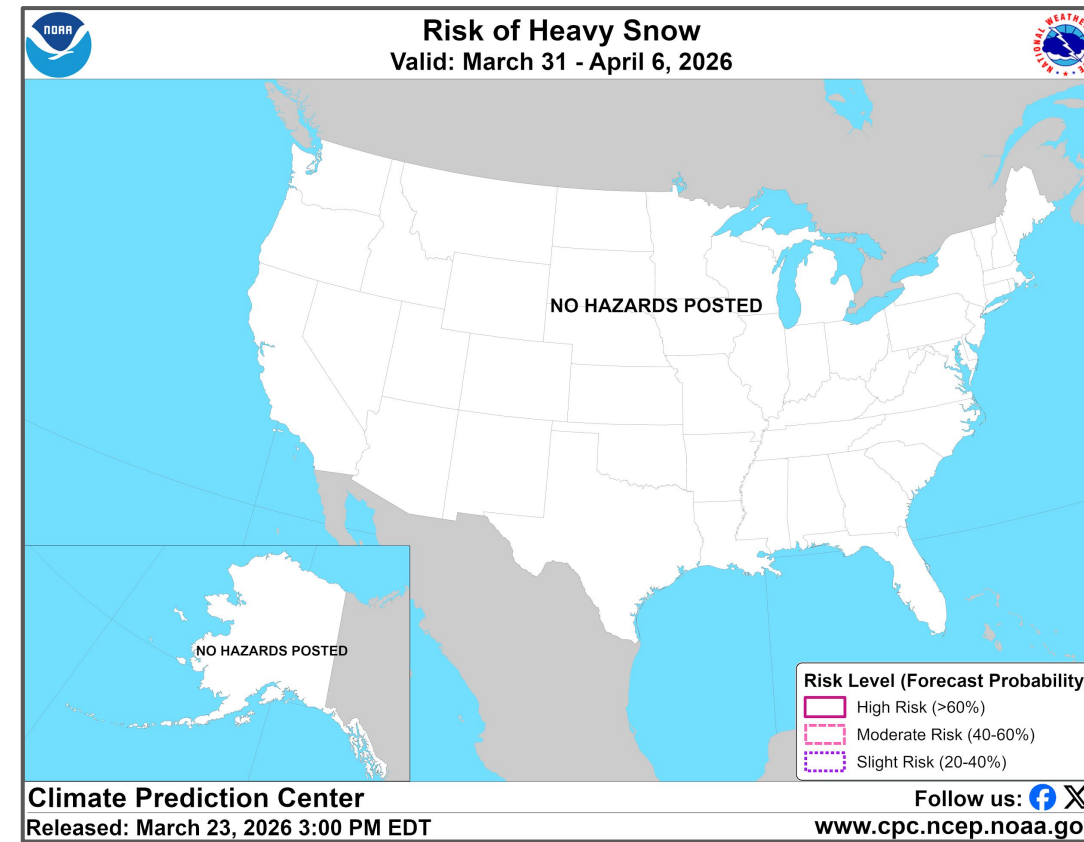 NOAA
Risk of Heavy Snow
Valid: March 31 - April 6, 2026
NATIONAL WEATHE
NO HAZARDS POSTED
NO HAZARDS POSTED
Risk Level (Forecast Probability
High Risk (>60%)
Moderate Risk (40-60%)
Slight Risk (20-40%)
Climate Prediction Center
Follow us:
Released: March 23, 2026 3:00 PM EDT
www.cpc.ncep.noaa.go